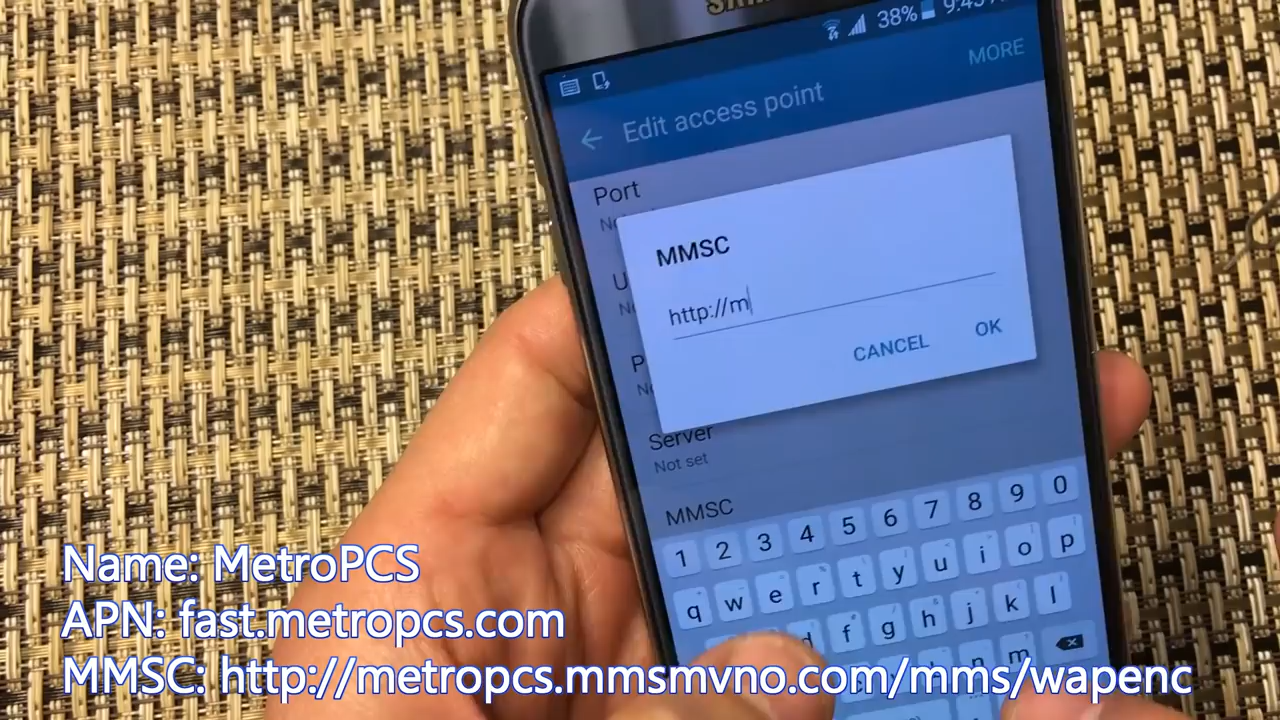 38%
MORE
Edit access point
Port
MMSC
http://m
CANCEL
OK
Server
Not set
MMSC
1 2 3 4 5 6 7 8 9 0
q w e r t y u i o p
f g h j k l
m
Name: MetroPCS
APN: fast.metropcs.com
MMSC: http://metropcs.mmsmvno.com/mms/wapenc